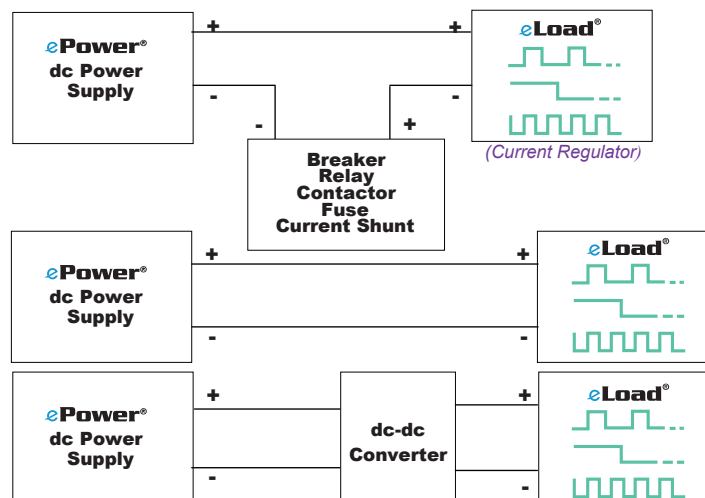 +
+
ePower®
dc Power
Supply
eLoad®
-
-
-
+
(Current Regulator)
Breaker
Relay
Contactor
Fuse
Current Shunt
+
+
ePower®
dc Power
Supply
eLoad®
-
-
+
+
ePower®
dc Power
Supply
dc-dc
Converter
eLoad®
-
-